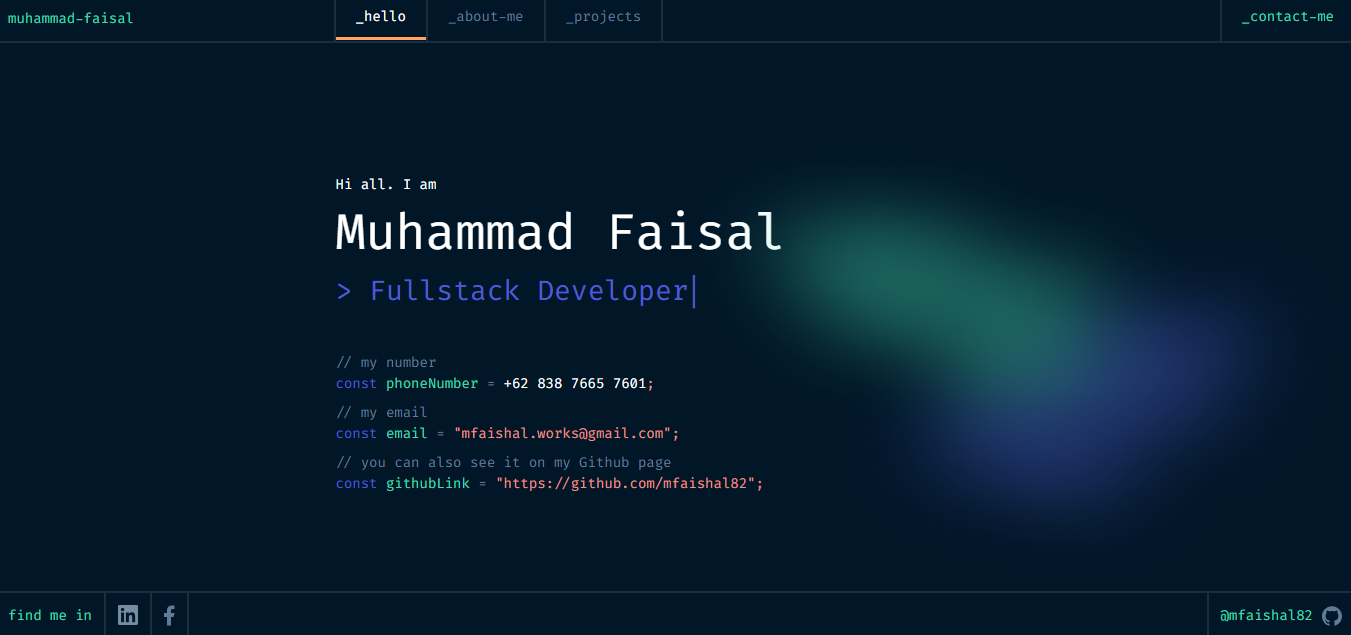 muhammad-faisal
_hello
_about-me
_projects
_contact-me
Hi all. I am
Muhammad Faisal
> Fullstack Developer|
// my number
const phoneNumber = +62 838 7665 7601;
// my email
const email = "mfaishal.works@gmail.com";
// you can also see it on my Github page
const githubLink = "https://github.com/mfaishal82";
find me in
in
f
@mfaishal82